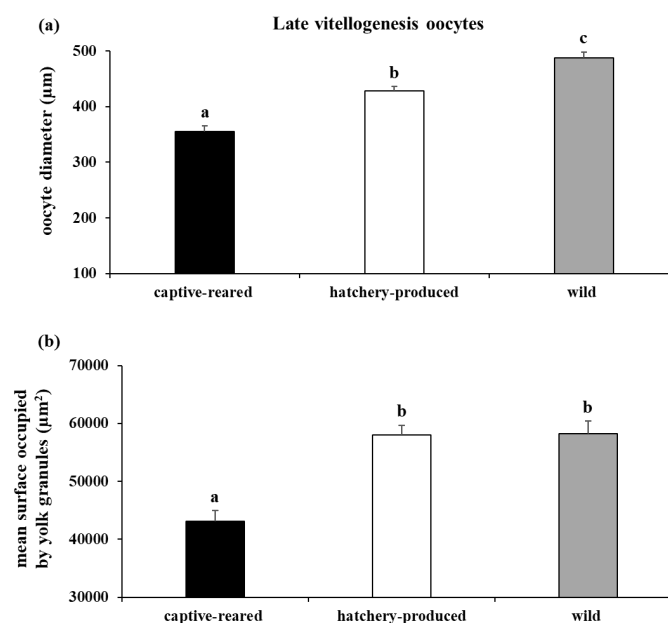 (a)
Late vitellogenesis oocytes
oocyte diameter (µm)
500
400
300
200
100
a
b
c
captive-reared
hatchery-produced
wild
(b)
mean surface occupied
by yolk granules (µm²)
70000
60000
50000
40000
30000
a
b
b
captive-reared
hatchery-produced
wild